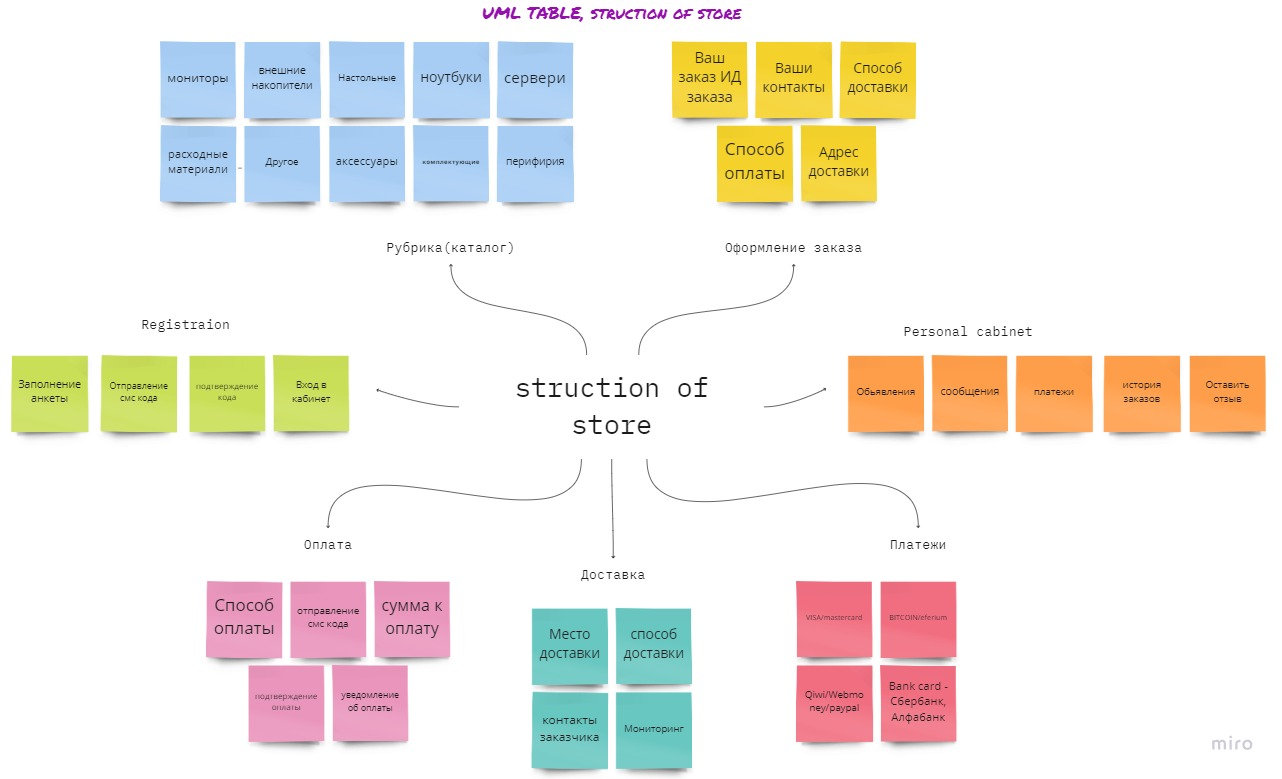 UML TABLE, STRUCTION OF STORE
мониторы
внешние
накопители
Настольные
ноутбуки
сервери
расходные
материали
-
Другое
аксессуары
комплектующие
перифирия
Рубрика(каталог)
Ваш
заказ ИД
заказа
Ваши
контакты
Способ
доставки
Способ
оплаты
Адрес
доставки
Оформление заказа
Registraion
Заполнение
анкеты
Отправление
смс кода
подтверждение
кода
Вход в
кабинет
struction of
store
Personal cabinet
Обьявления
сообщения
платежи
история
заказов
Оставить
отзыв
Оплата
Способ
оплаты
отправление
смс кода
сумма к
оплату
подтверждение
оплаты
уведомление
об оплаты
Доставка
Место
доставки
способ
доставки
контакты
заказчика
Мониторинг
Платежи
VISA/mastercard
BITCOIN/eferium
Qiwi/Webmo
ney/paypal
Bank card -
Сбербанк,
Алфабанк
miro